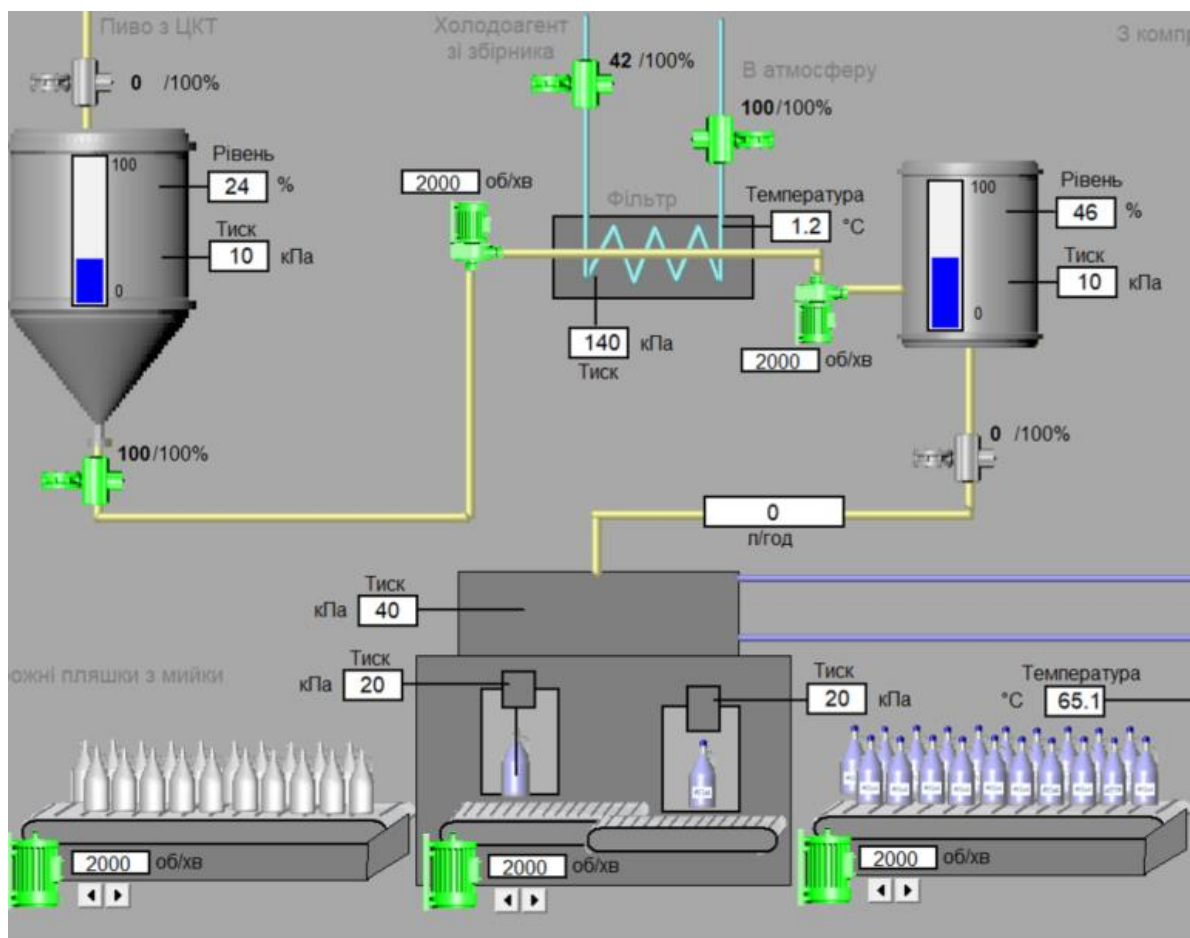 Пиво з ЦКТ
0 /100%
Рівень
24 %
Тиск
10 кПа
100
0
100/100%
Холодоагент
зі збірника
42 /100%
В атмосферу
100/100%
З компр
2000 об/хв
Фільтр
Температура
1.2 °C
140 кПа
Тиск
2000 об/хв
100
0
Рівень
46 %
Тиск
10 кПа
0 /100%
0
л/год
Тиск
кПа 40
Тиск
кПа 20
Тиск
20 кПа
Температура
°C 65.1
ожні пляшки з мийки
2000 об/хв
2000 об/хв
2000 об/хв